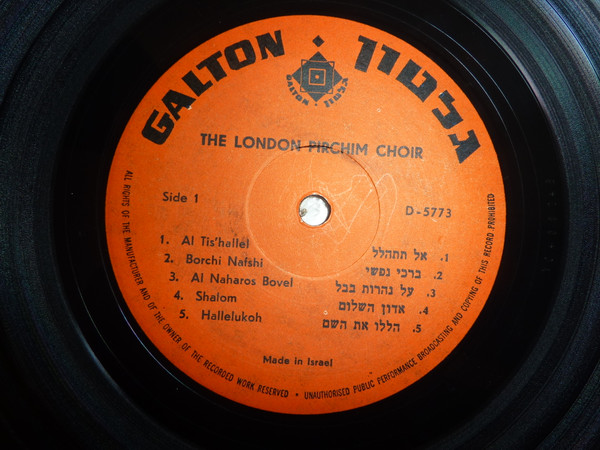 GALTON • גלטון
GALTON גלטון
THE LONDON PIRCHIM CHOIR
Side 1
D-5773
1. Al Tis'hallel
1. אל תתהלל
2. Borchi Nafshi
2. ברכי נפשי
3. Al Naharos Bovel
3. על נהרות בבל
4. Shalom
4. אדון השלום
5. Hallelukoh
5. הללו את השם
Made in Israel
ALL RIGHTS OF THE MANUFACTURER AND OF THE OWNER OF THE RECORDED WORK RESERVED • UNAUTHORISED PUBLIC PERFORMANCE BROADCASTING AND COPYING OF THIS RECORD PROHIBITED